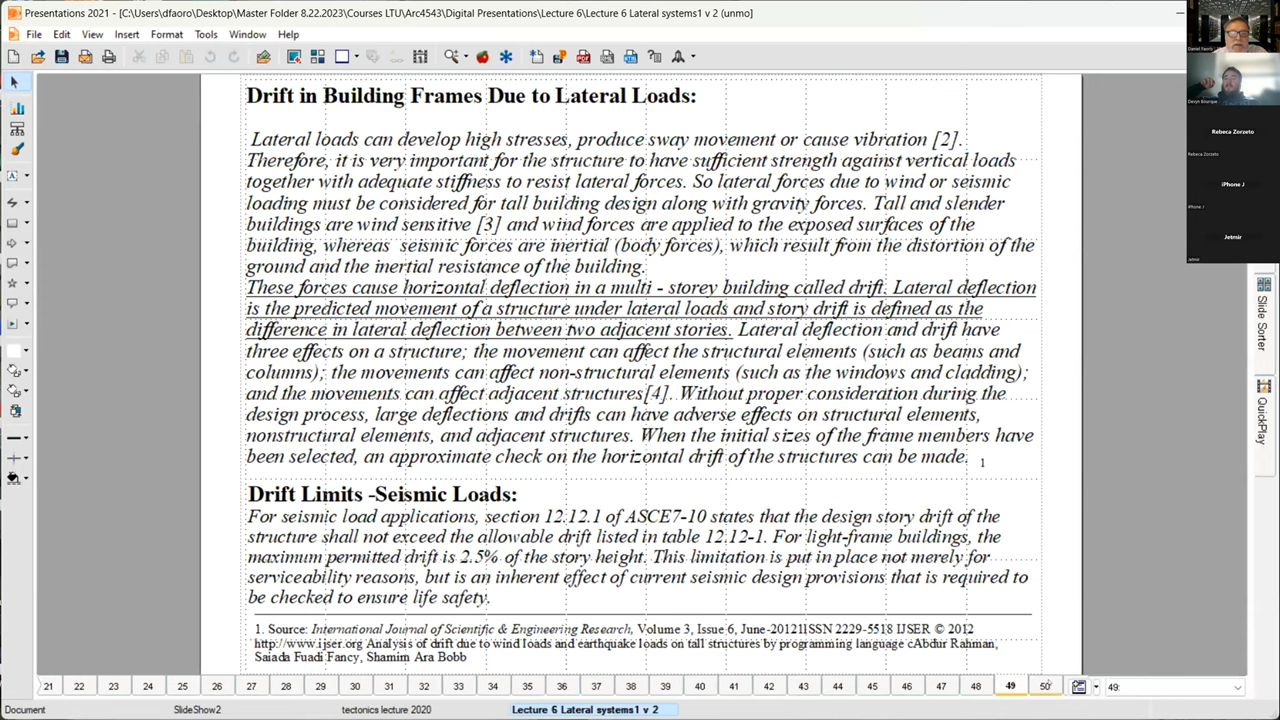 Presentations 2021 - [C:\Users\dfaoro\Desktop\Master Folder 8.22.2023\Courses LTU\Arc4543\Digital Presentations\Lecture 6\Lecture 6 Lateral systems1 v 2 (unmo)]
File Edit View Insert Format Tools Window Help
Drift in Building Frames Due to Lateral Loads:
Lateral loads can develop high stresses, produce sway movement or cause vibration [2].
Therefore, it is very important for the structure to have sufficient strength against vertical loads
together with adequate stiffness to resist lateral forces. So lateral forces due to wind or seismic
loading must be considered for tall building design along with gravity forces. Tall and slender
buildings are wind sensitive [3] and wind forces are applied to the exposed surfaces of the
building, whereas seismic forces are inertial (body forces), which result from the distortion of the
ground and the inertial resistance of the building.
These forces cause horizontal deflection in a multi - storey building called drift. Lateral deflection
is the predicted movement of a structure under lateral loads and story drift is defined as the
difference in lateral deflection between two adjacent stories. Lateral deflection and drift have
three effects on a structure; the movement can affect the structural elements (such as beams and
columns); the movements can affect non-structural elements (such as the windows and cladding);
and the movements can affect adjacent structures[4]. Without proper consideration during the
design process, large deflections and drifts can have adverse effects on structural elements,
nonstructural elements, and adjacent structures. When the initial sizes of the frame members have
been selected, an approximate check on the horizontal drift of the structures can be made. 1
Drift Limits -Seismic Loads:
For seismic load applications, section 12.12.1 of ASCE7-10 states that the design story drift of the
structure shall not exceed the allowable drift listed in table 12.12-1. For light-frame buildings, the
maximum permitted drift is 2.5% of the story height. This limitation is put in place not merely for
serviceability reasons, but is an inherent effect of current seismic design provisions that is required to
be checked to ensure life safety.
1. Source: International Journal of Scientific & Engineering Research, Volume 3, Issue 6, June-20121ISSN 2229-5518 IJSER © 2012
http://www.ijser.org Analysis of drift due to wind loads and earthquake loads on tall structures by programming language cAbdur Rahman,
Saiada Fuadi Fancy, Shamim Ara Bobb
21 22 23 24 25 26 27 28 29 30 31 32 33 34 35 36 37 38 39 40 41 42 43 44 45 46 47 48 49 50 49:
Document SlideShow2 tectonics lecture 2020 Lecture 6 Lateral systems1 v 2
Slide Sorter
QuickPlay
Daniel Faoro
Devyn Bourque
Rebeca Zorzeto
Rebeca Zorzeto
iPhone J
iPhone J
Jetmir
Jetmir